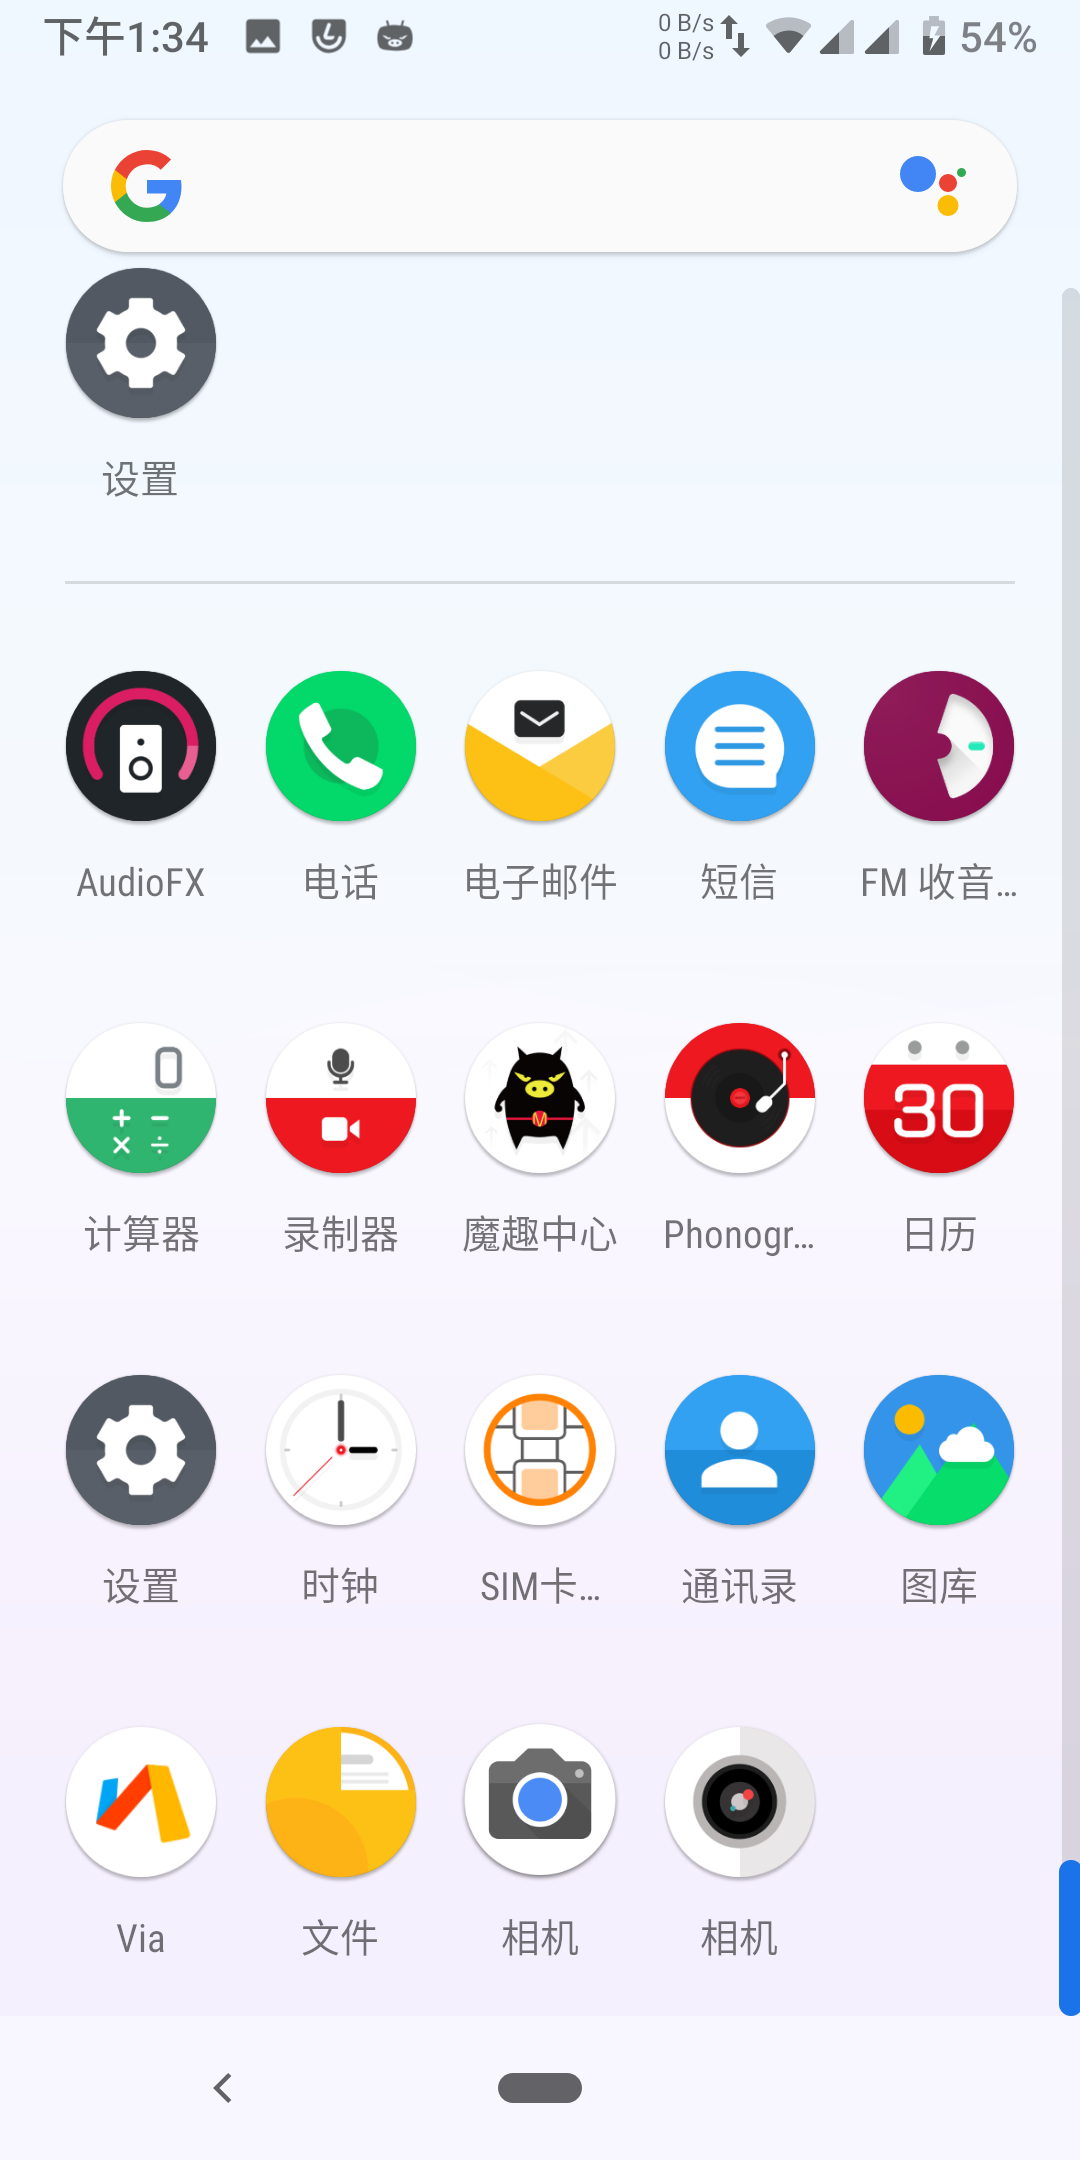 下午1:34
0 B/s
0 B/s
54%
设置
AudioFX
电话
电子邮件
短信
FM 收音...
30
计算器
录制器
魔趣中心
Phonogr...
日历
设置
时钟
SIM卡...
通讯录
图库
Via
文件
相机
相机